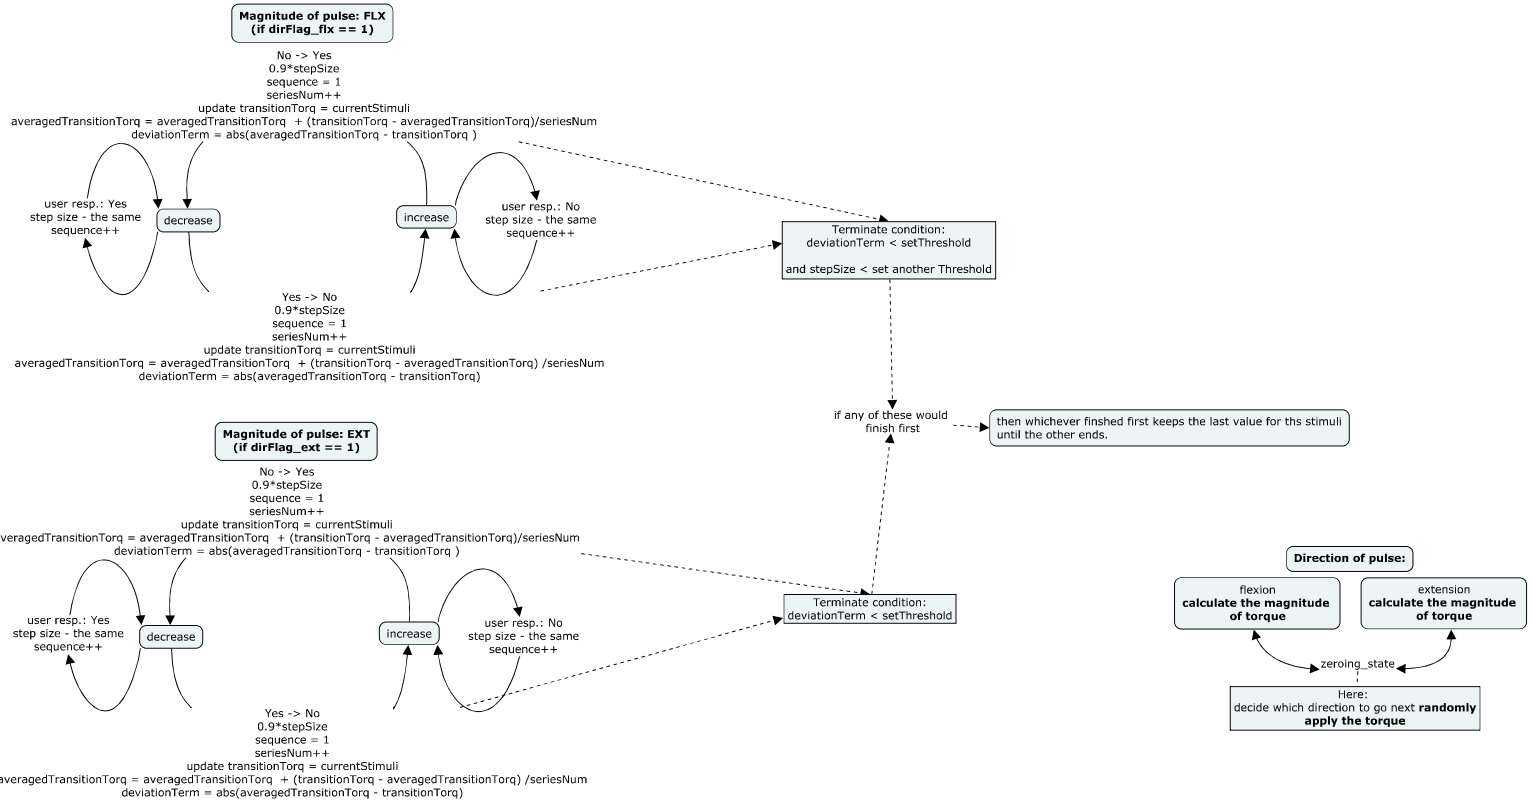 Magnitude of pulse: FLX
(if dirFlag_flx == 1)
No -> Yes
0.9*stepSize
sequence = 1
seriesNum++
update transitionTorq = currentStimuli
averagedTransitionTorq = averagedTransitionTorq + (transitionTorq - averagedTransitionTorq)/seriesNum
deviationTerm = abs(averagedTransitionTorq - transitionTorq )
user resp.: Yes
step size - the same
sequence++
decrease
increase
user resp.: No
step size - the same
sequence++
Yes -> No
0.9*stepSize
sequence = 1
seriesNum++
update transitionTorq = currentStimuli
averagedTransitionTorq = averagedTransitionTorq + (transitionTorq - averagedTransitionTorq) /seriesNum
deviationTerm = abs(averagedTransitionTorq - transitionTorq)
Terminate condition:
deviationTerm < setThreshold
and stepSize < set another Threshold
if any of these would
finish first
then whichever finshed first keeps the last value for ths stimuli
until the other ends.
Magnitude of pulse: EXT
(if dirFlag_ext == 1)
No -> Yes
0.9*stepSize
sequence = 1
seriesNum++
update transitionTorq = currentStimuli
veragedTransitionTorq = averagedTransitionTorq + (transitionTorq - averagedTransitionTorq)/seriesNum
deviationTerm = abs(averagedTransitionTorq - transitionTorq )
user resp.: Yes
step size - the same
sequence++
decrease
increase
user resp.: No
step size - the same
sequence++
Yes -> No
0.9*stepSize
sequence = 1
seriesNum++
update transitionTorq = currentStimuli
averagedTransitionTorq = averagedTransitionTorq + (transitionTorq - averagedTransitionTorq) /seriesNum
deviationTerm = abs(averagedTransitionTorq - transitionTorq)
Terminate condition:
deviationTerm < setThreshold
Direction of pulse:
flexion
calculate the magnitude
of torque
extension
calculate the magnitude
of torque
zeroing_state
Here:
decide which direction to go next randomly
apply the torque